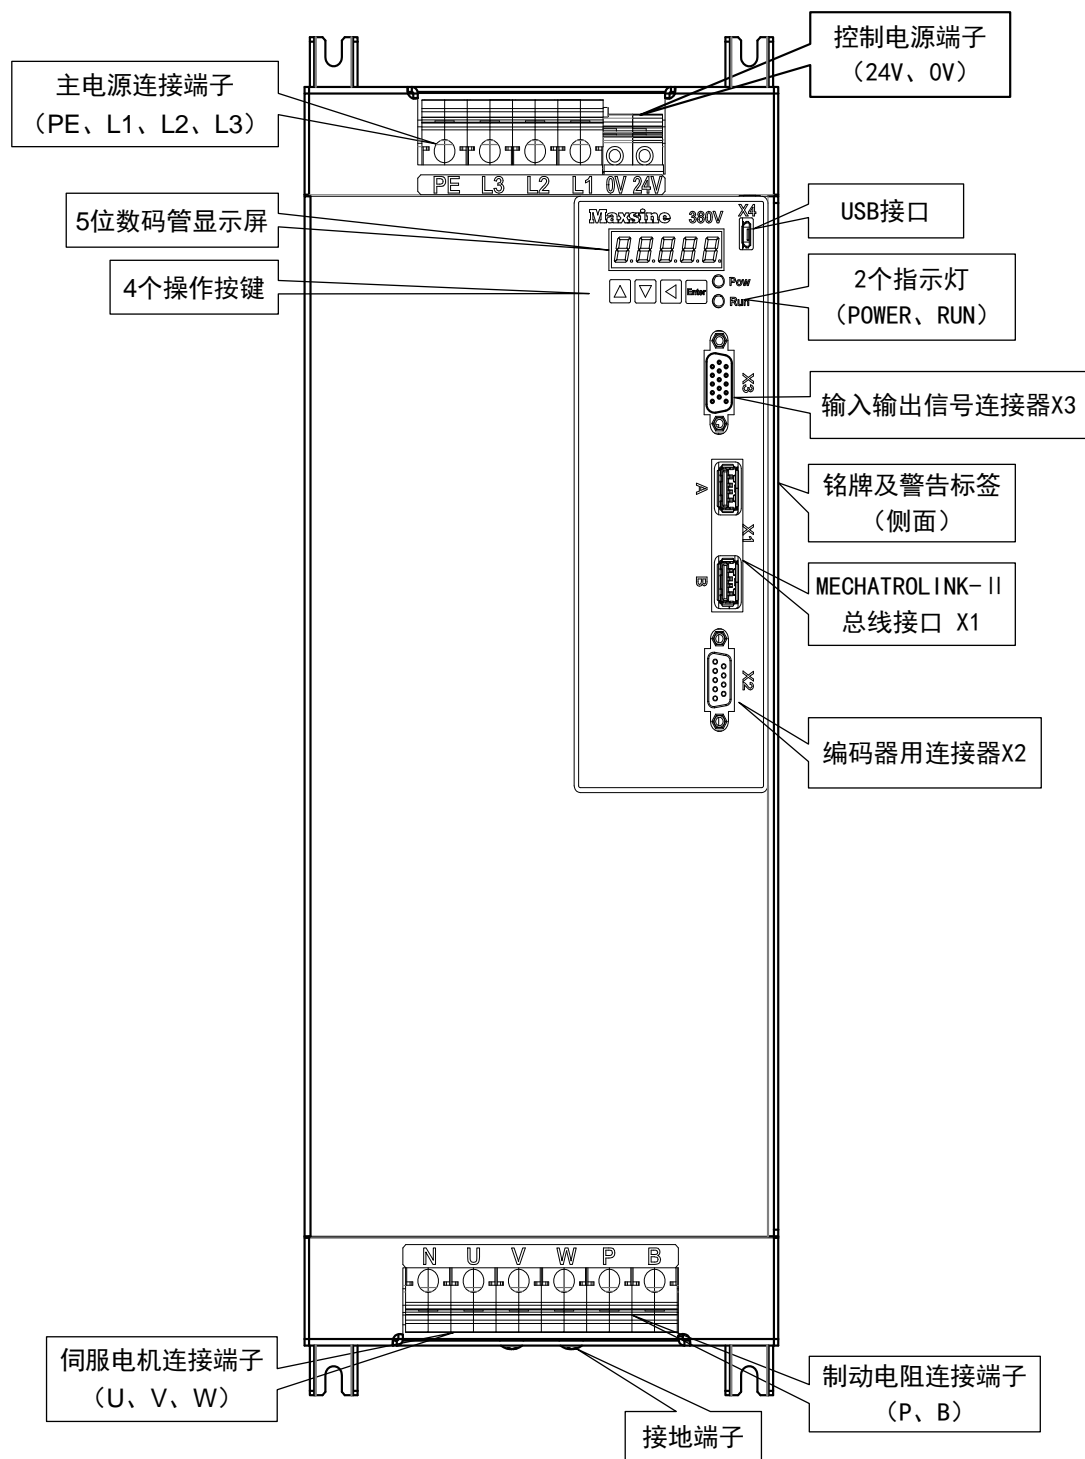 控制电源端子
（24V、0V）
主电源连接端子
（PE、L1、L2、L3）
PE L3 L2 L1 0V 24V
5位数码管显示屏
Maxsine 380V X4
USB接口
8.8.8.8.8.
4个操作按键
Enter
Pow
Run
2个指示灯
（POWER、RUN）
X3
输入输出信号连接器X3
A
X1
B
铭牌及警告标签
（侧面）
MECHATROLINK-Ⅱ
总线接口 X1
X2
编码器用连接器X2
N U V W P B
伺服电机连接端子
（U、V、W）
制动电阻连接端子
（P、B）
接地端子